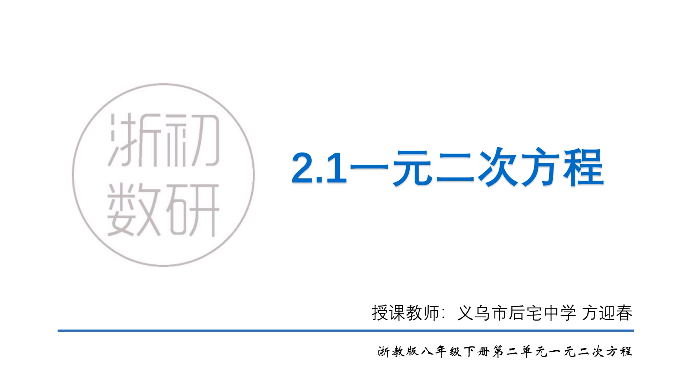 浙初
数研
2.1一元二次方程
授课教师：义乌市后宅中学 方迎春
浙教版八年级下册第二单元一元二次方程